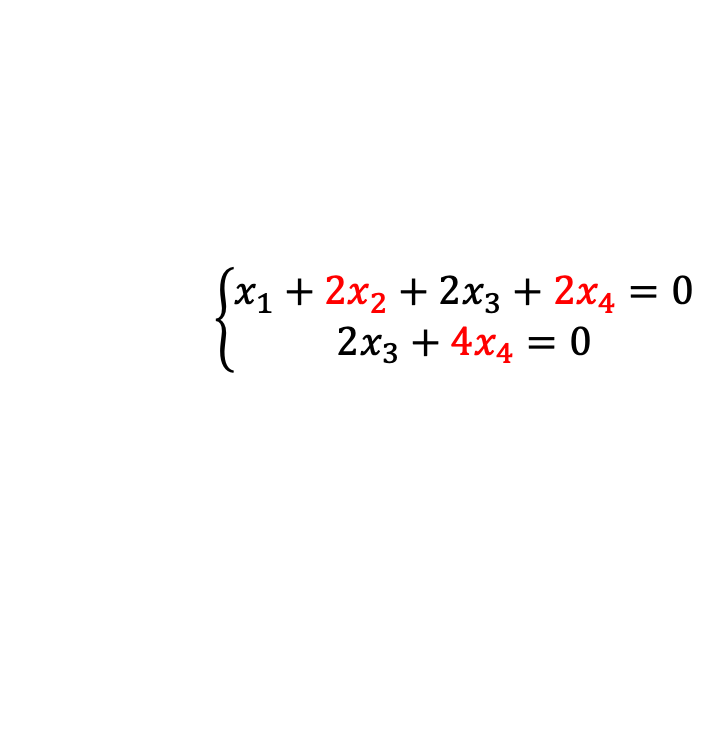 x₁ + 2x₂ + 2x₃ + 2x₄ = 0
2x₃ + 4x₄ = 0